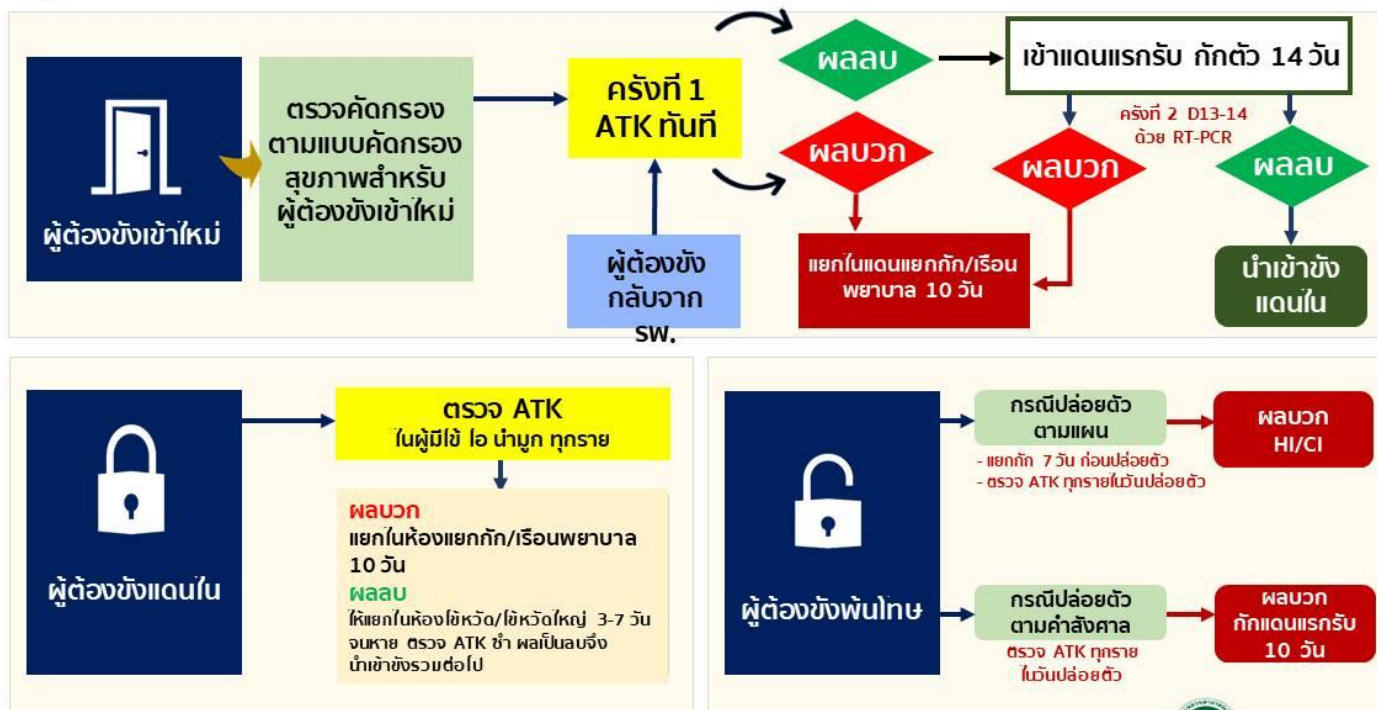 ผู้ต้องขังเข้าใหม่
ตรวจคัดกรอง
ตามแบบคัดกรอง
สุขภาพสำหรับ
ผู้ต้องขังเข้าใหม่
ครั้งที่ 1
ATK ทันที
ผู้ต้องขัง
กลับจาก
รพ.
ผลลบ
ผลบวก
เข้าแดนแรกรับ กักตัว 14 วัน
ครั้งที่ 2 D13-14
ด้วย RT-PCR
ผลบวก
ผลลบ
แยกในแดนแยกกัก/เรือน
พยาบาล 10 วัน
นำเข้าขัง
แดนใน
ผู้ต้องขังแดนใน
ตรวจ ATK
ในผู้มีไข้ ไอ น้ำมูก ทุกราย
ผลบวก
แยกในห้องแยกกัก/เรือนพยาบาล
10 วัน
ผลลบ
ให้แยกในห้องไข้หวัด/ไข้หวัดใหญ่ 3-7 วัน
จนหาย ตรวจ ATK ซ้ำ ผลเป็นลบจึง
นำเข้าขังรวมต่อไป
ผู้ต้องขังพ้นโทษ
กรณีปล่อยตัว
ตามแผน
- แยกกัก 7 วัน ก่อนปล่อยตัว
- ตรวจ ATK ทุกรายในวันปล่อยตัว
ผลบวก
HI/CI
กรณีปล่อยตัว
ตามคำสั่งศาล
ตรวจ ATK ทุกราย
ในวันปล่อยตัว
ผลบวก
กักแดนแรกรับ
10 วัน